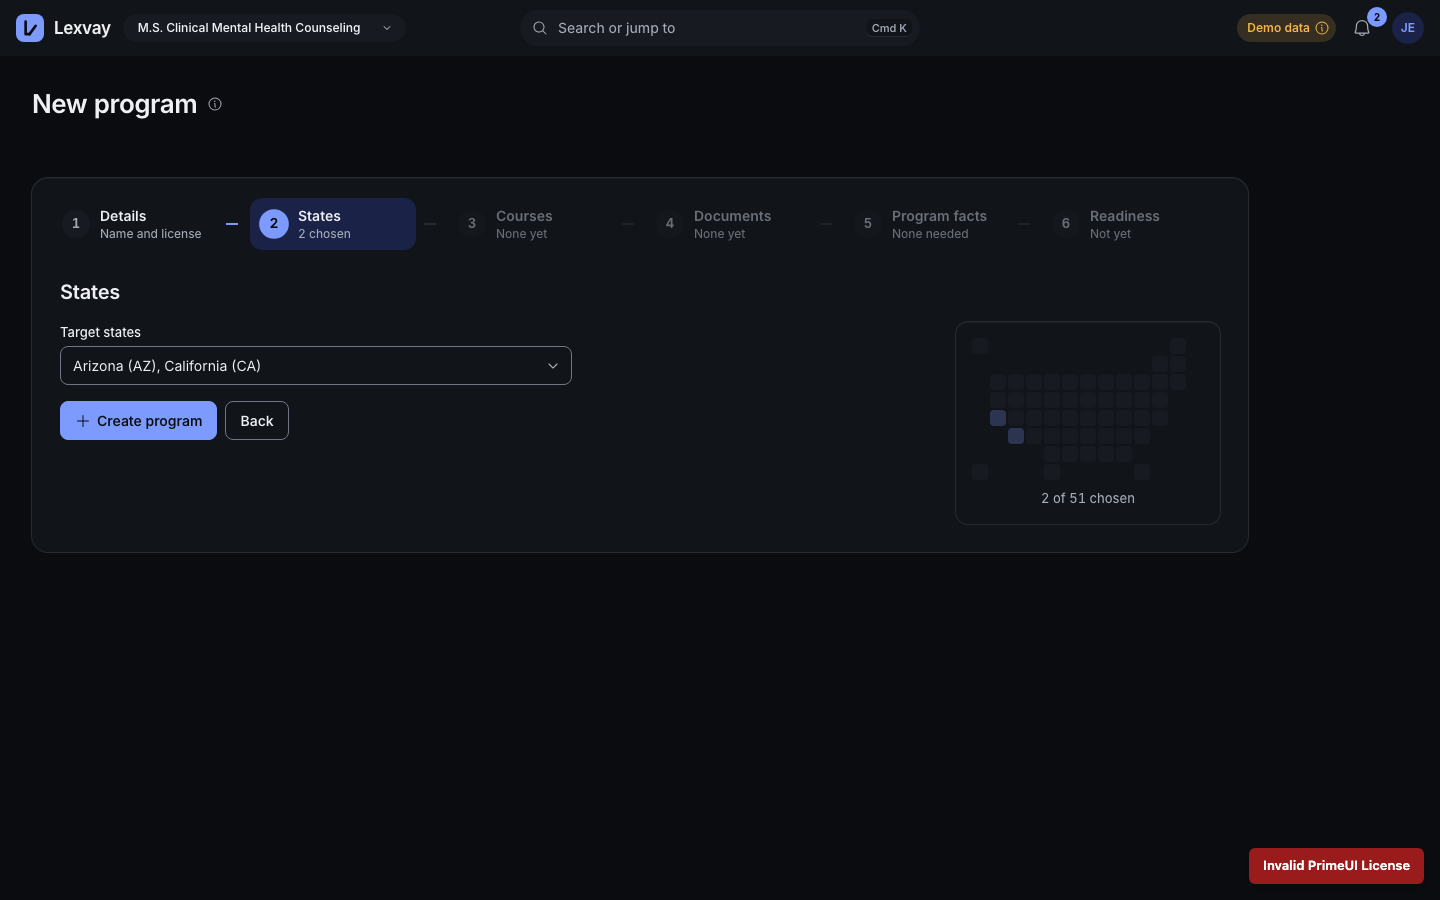 Lexvay
M.S. Clinical Mental Health Counseling
Search or jump to
Cmd K
Demo data
2
JE
New program
1
Details
Name and license
2
States
2 chosen
3
Courses
None yet
4
Documents
None yet
5
Program facts
None needed
6
Readiness
Not yet
States
Target states
Arizona (AZ), California (CA)
Create program
Back
2 of 51 chosen
Invalid PrimeUI License